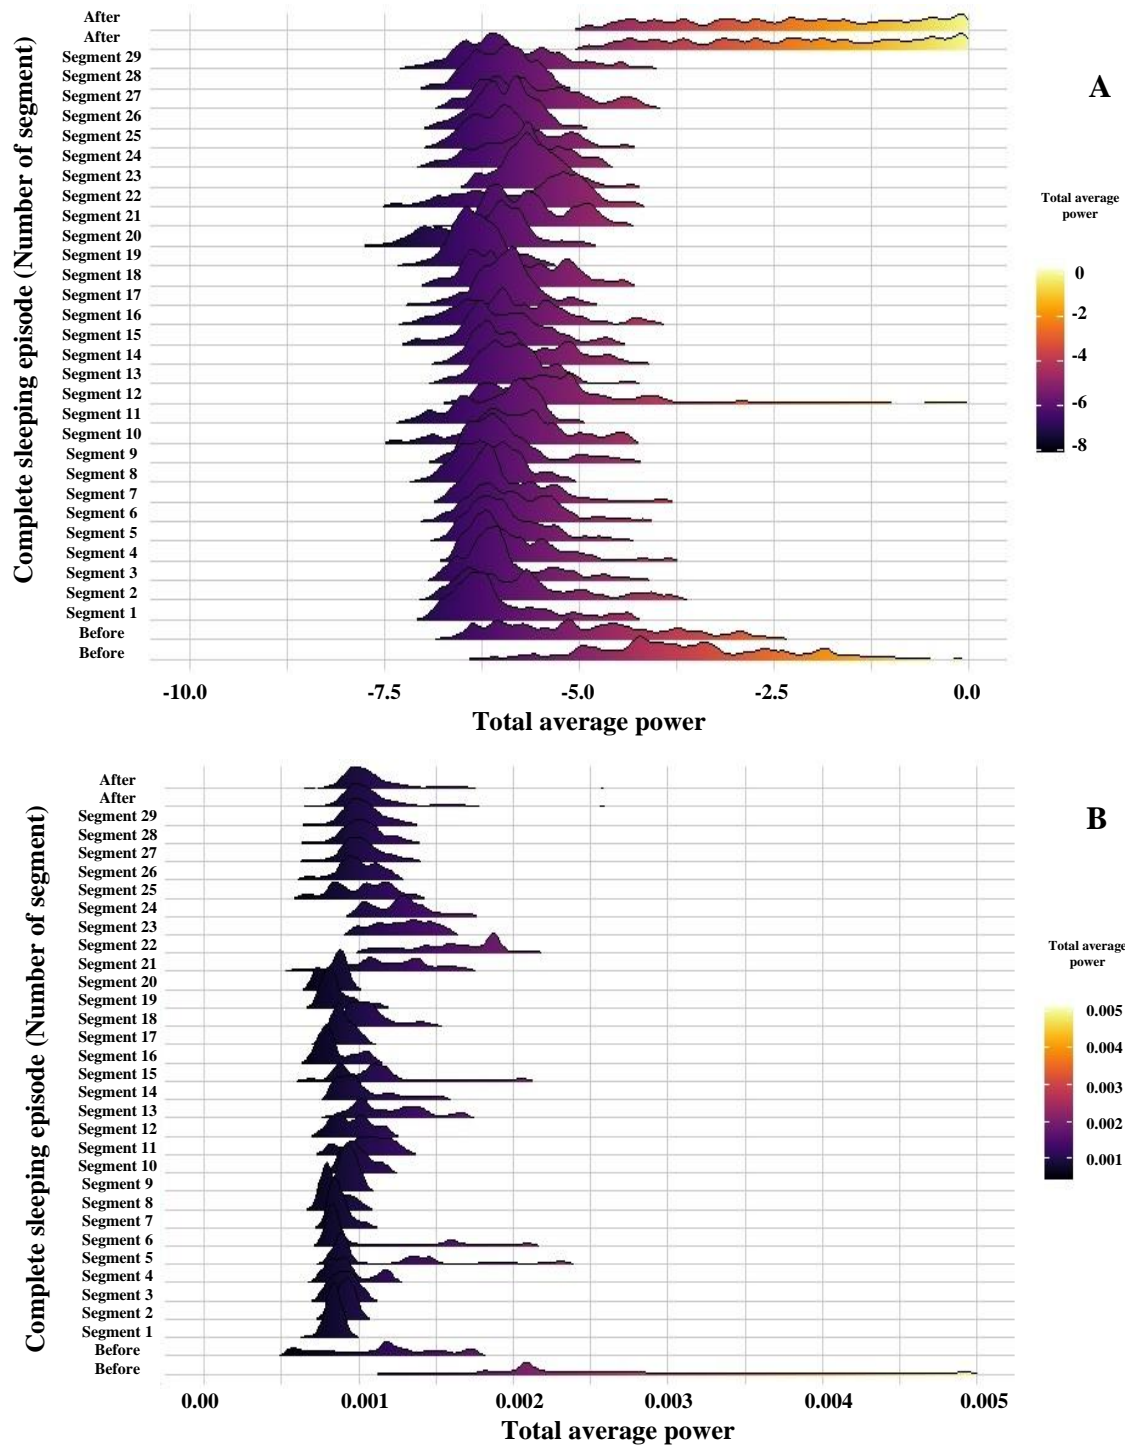 After
After
Segment 29
Segment 28
Segment 27
Segment 26
Segment 25
Segment 24
Segment 23
Segment 22
Segment 21
Segment 20
Segment 19
Segment 18
Segment 17
Segment 16
Segment 15
Segment 14
Segment 13
Segment 12
Segment 11
Segment 10
Segment 9
Segment 8
Segment 7
Segment 6
Segment 5
Segment 4
Segment 3
Segment 2
Segment 1
Before
Before
Complete sleeping episode (Number of segment)
-10.0 -7.5 -5.0 -2.5 0.0
Total average power
A
Total average
power
0
-2
-4
-6
-8
After
After
Segment 29
Segment 28
Segment 27
Segment 26
Segment 25
Segment 24
Segment 23
Segment 22
Segment 21
Segment 20
Segment 19
Segment 18
Segment 17
Segment 16
Segment 15
Segment 14
Segment 13
Segment 12
Segment 11
Segment 10
Segment 9
Segment 8
Segment 7
Segment 6
Segment 5
Segment 4
Segment 3
Segment 2
Segment 1
Before
Before
Complete sleeping episode (Number of segment)
0.00 0.001 0.002 0.003 0.004 0.005
Total average power
B
Total average
power
0.005
0.004
0.003
0.002
0.001